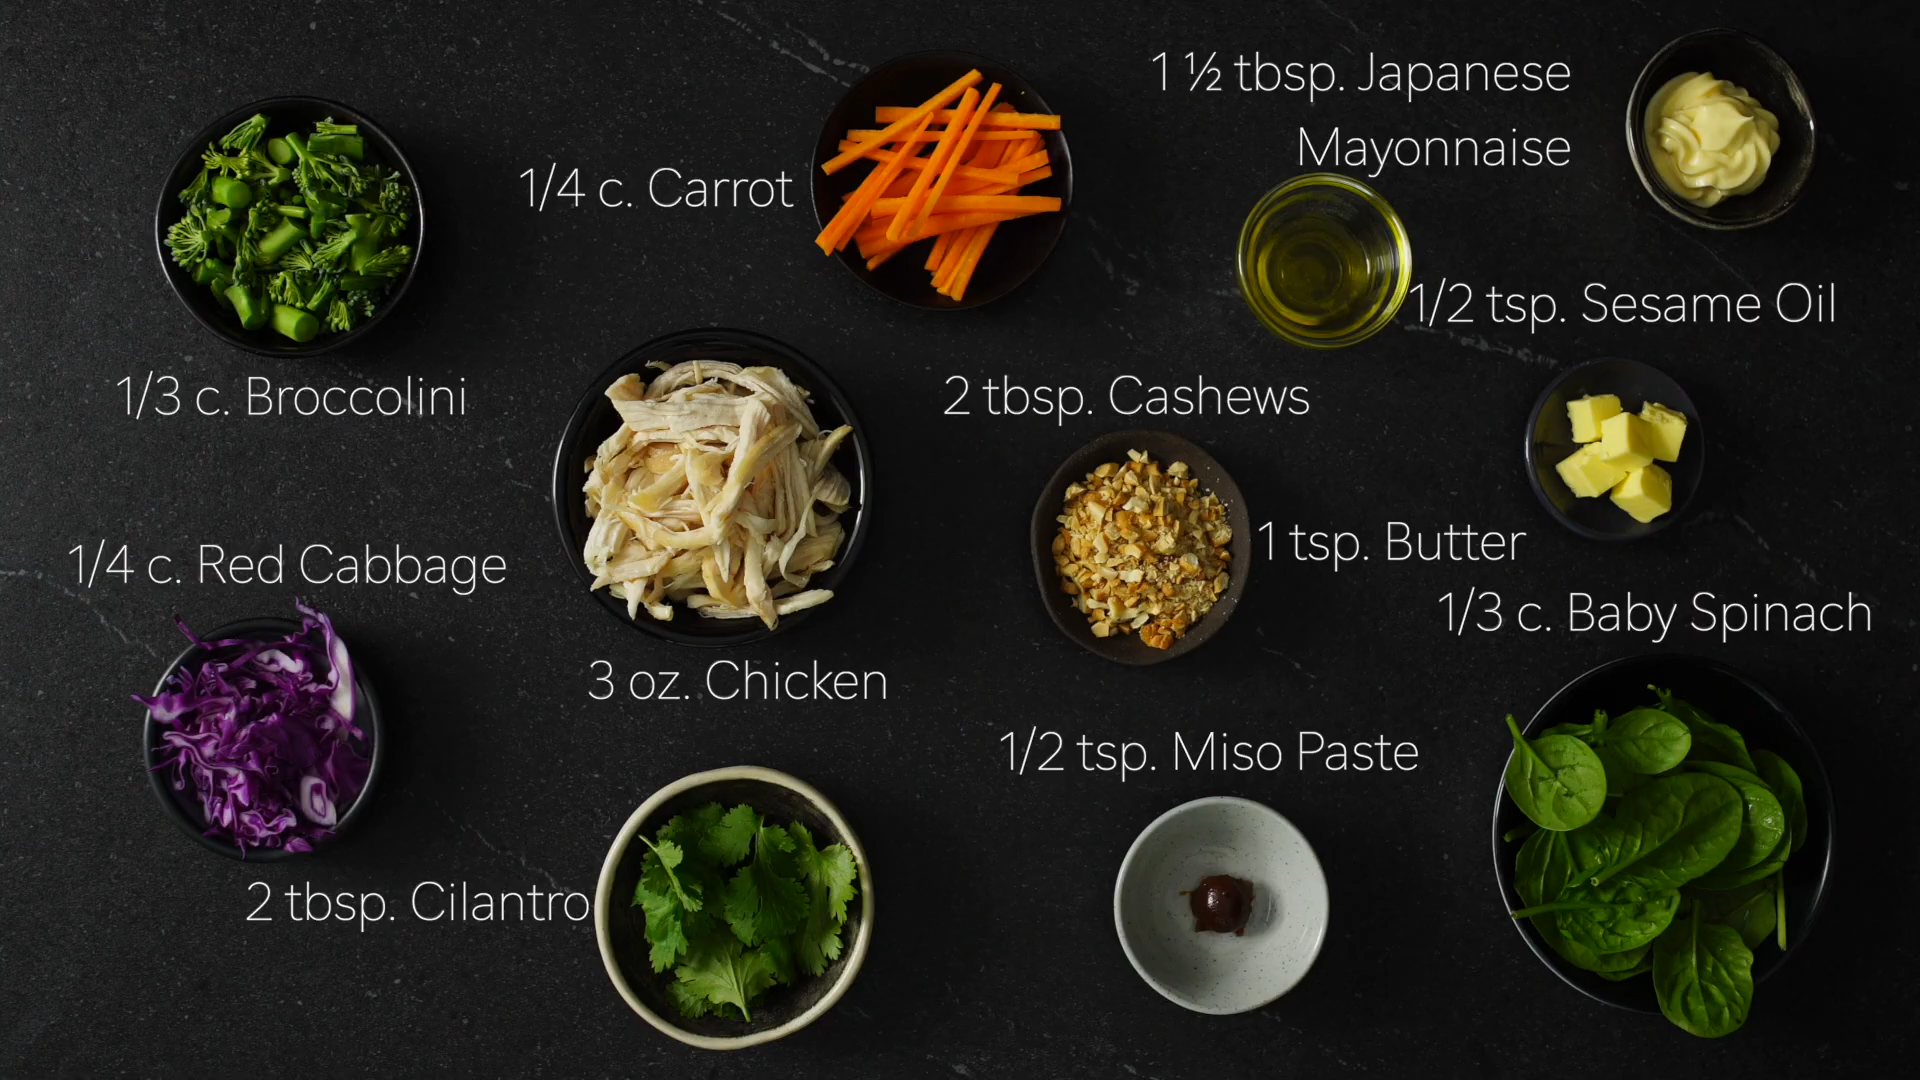 1 ½ tbsp. Japanese
Mayonnaise
1/4 c. Carrot
1/2 tsp. Sesame Oil
1/3 c. Broccolini
2 tbsp. Cashews
1 tsp. Butter
1/4 c. Red Cabbage
1/3 c. Baby Spinach
3 oz. Chicken
1/2 tsp. Miso Paste
2 tbsp. Cilantro